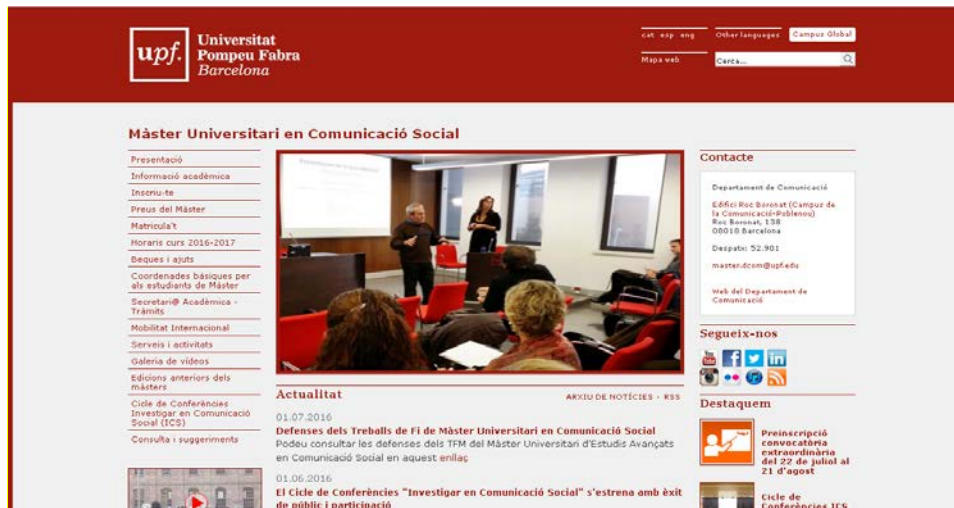 upf.
Universitat
Pompeu Fabra
Barcelona
cat esp eng
Other languages
Campus Global
Mapa web
Cerca...
Màster Universitari en Comunicació Social
Presentació
Informació acadèmica
Inscriu-te
Preus del Màster
Matricula't
Horaris curs 2016-2017
Beques i ajuts
Coordenades bàsiques per
als estudiants de Màster
Secretari@ Acadèmica -
Tràmits
Mobilitat Internacional
Serveis i activitats
Galeria de vídeos
Edicions anteriors dels
màsters
Cicle de Conferències
Investigar en Comunicació
Social (ICS)
Consulta i suggeriments
Actualitat
ARXIU DE NOTÍCIES - RSS
01.07.2016
Defenses dels Treballs de Fi de Màster Universitari en Comunicació Social
Podeu consultar les defenses dels TFM del Màster Universitari d'Estudis Avançats
en Comunicació Social en aquest enllaç
01.06.2016
El Cicle de Conferències "Investigar en Comunicació Social" s'estrena amb èxit
de públic i participació
Contacte
Departament de Comunicació
Edifici Roc Boronat (Campus de
la Comunicació-Poblenou)
Roc Boronat, 138
08018 Barcelona
Despatx: 52.901
master.dcom@upf.edu
Web del Departament de
Comunicació
Segueix-nos
You
Tube
Destaquem
Preinscripció
convocatòria
extraordinària
del 22 de juliol al
21 d'agost
Cicle de
Conferències ICS